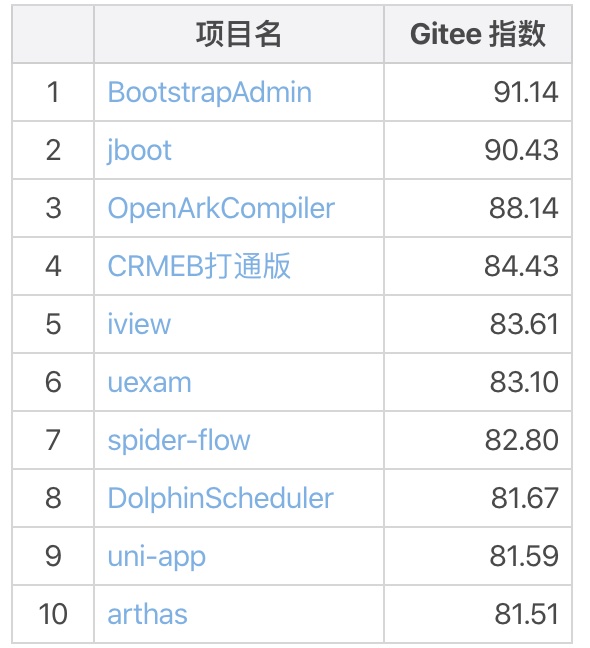 项目名 Gitee 指数
1 BootstrapAdmin 91.14
2 jboot 90.43
3 OpenArkCompiler 88.14
4 CRMEB打通版 84.43
5 iview 83.61
6 uexam 83.10
7 spider-flow 82.80
8 DolphinScheduler 81.67
9 uni-app 81.59
10 arthas 81.51